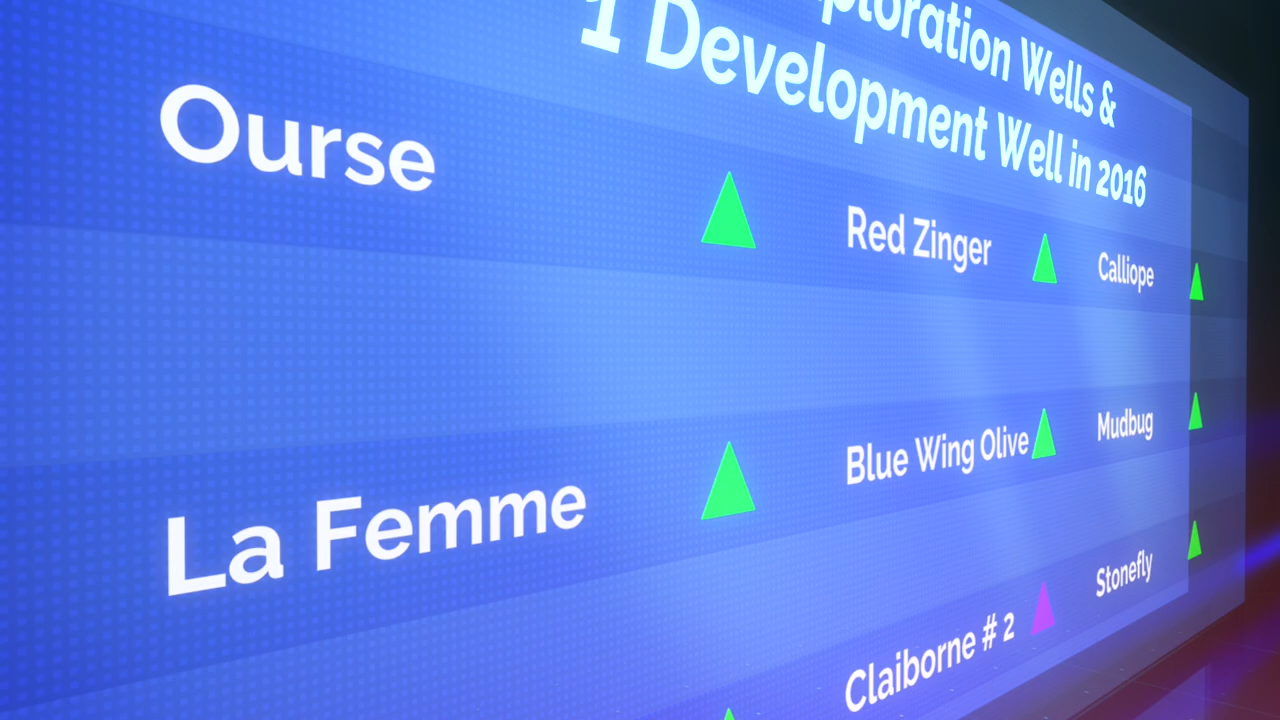 1 Development Well in 2016
Wells &
Ourse
Red Zinger
Calliope
La Femme
Blue Wing Olive
Mudbug
Claiborne # 2
Stonefly